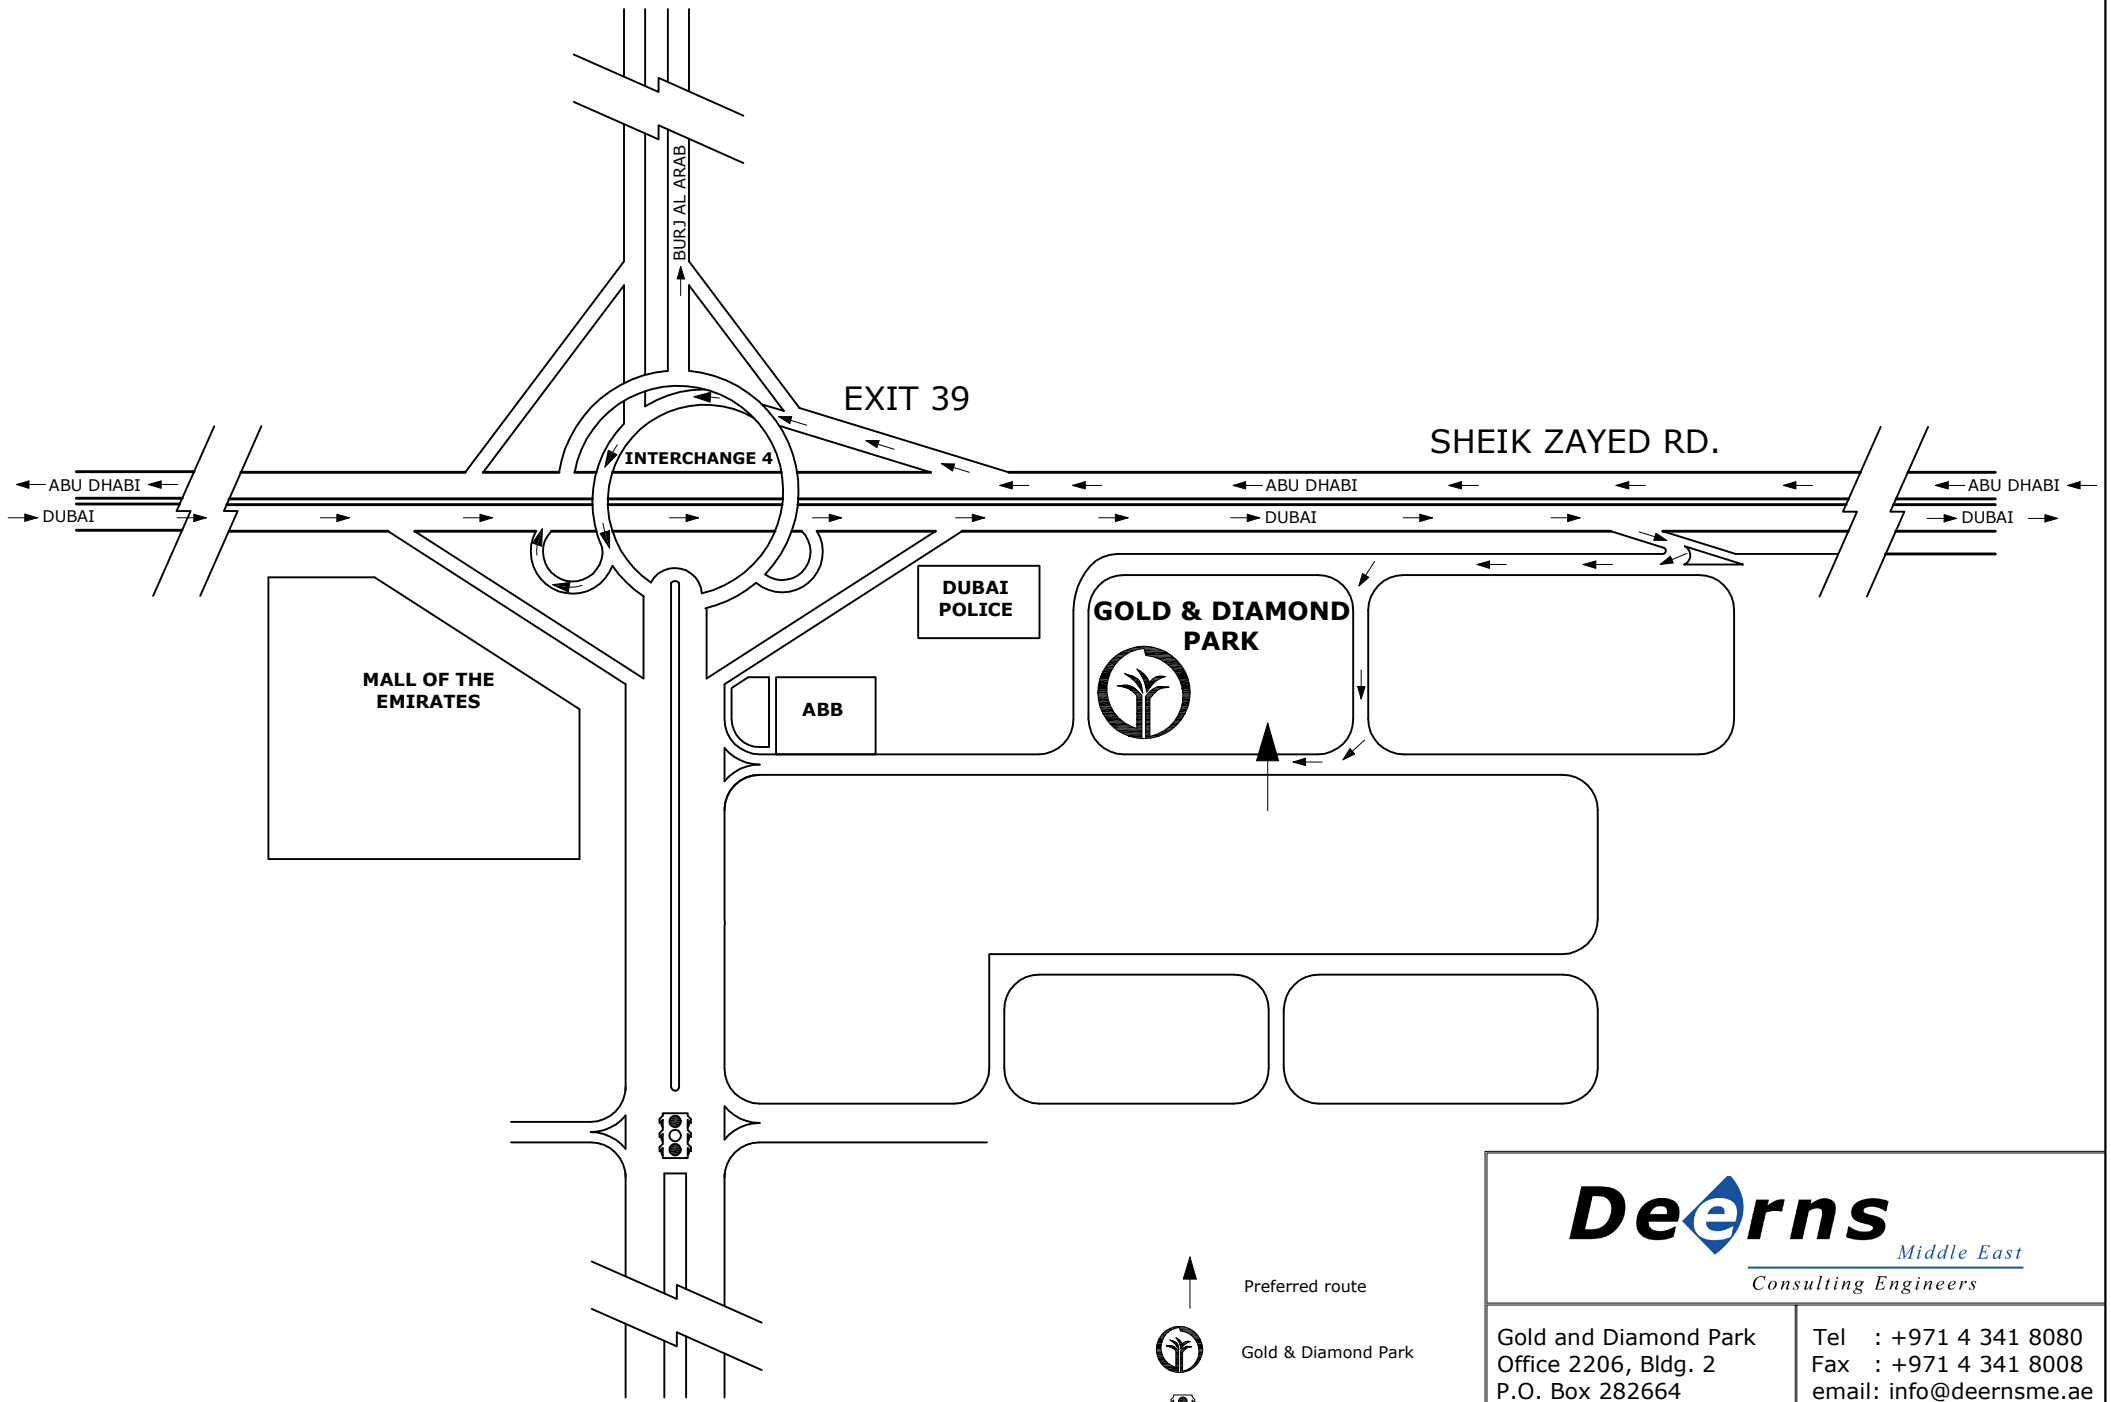 BURJ AL ARAB
EXIT 39
SHEIK ZAYED RD.
INTERCHANGE 4
ABU DHABI
ABU DHABI
ABU DHABI
DUBAI
DUBAI
DUBAI
DUBAI
POLICE
GOLD & DIAMOND
PARK
MALL OF THE
EMIRATES
ABB
Preferred route
Gold & Diamond Park
Deerns
Middle East
Consulting Engineers
Gold and Diamond Park
Office 2206, Bldg. 2
P.O. Box 282664
Tel : +971 4 341 8080
Fax : +971 4 341 8008
email: info@deernsme.ae